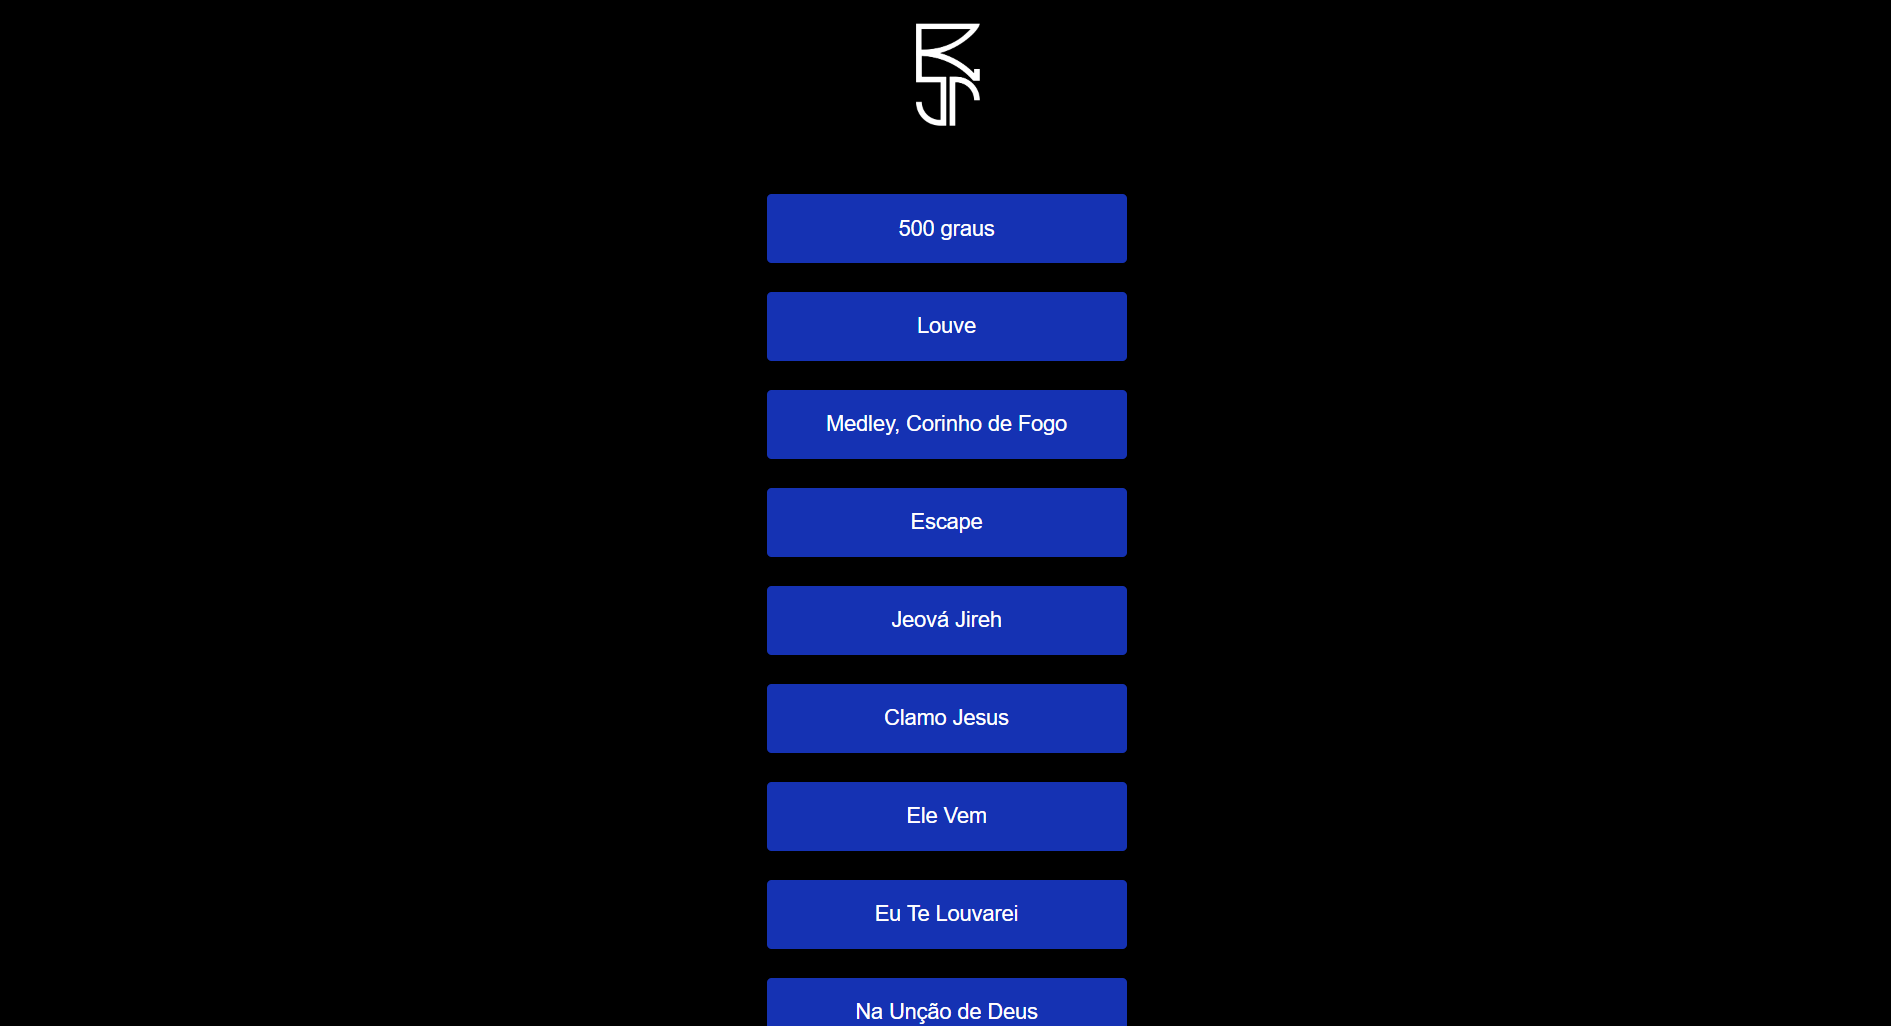 500 graus
Louve
Medley, Corinho de Fogo
Escape
Jeová Jireh
Clamo Jesus
Ele Vem
Eu Te Louvarei
Na Unção de Deus